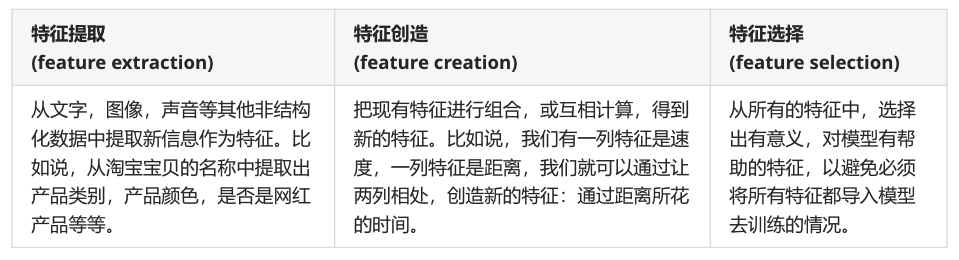 特征提取
(feature extraction)
特征创造
(feature creation)
特征选择
(feature selection)
从文字，图像，声音等其他非结构
化数据中提取新信息作为特征。比
如说，从淘宝宝贝的名称中提取出
产品类别，产品颜色，是否是网红
产品等等。
把现有特征进行组合，或互相计算，得到
新的特征。比如说，我们有一列特征是速
度，一列特征是距离，我们就可以通过让
两列相处，创造新的特征：通过距离所花
的时间。
从所有的特征中，选择
出有意义，对模型有帮
助的特征，以避免必须
将所有特征都导入模型
去训练的情况。